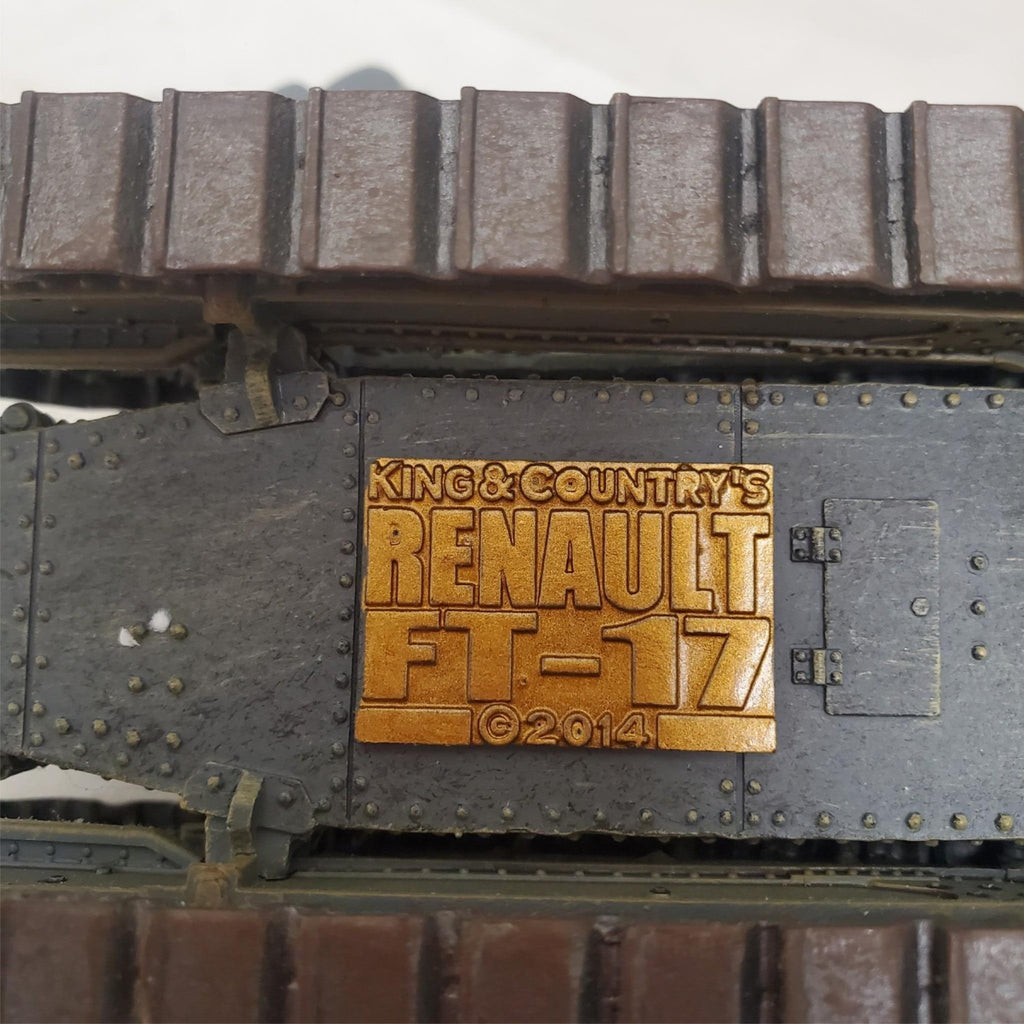 KING & COUNTRY'S
RENAULT
FT-17
©2014